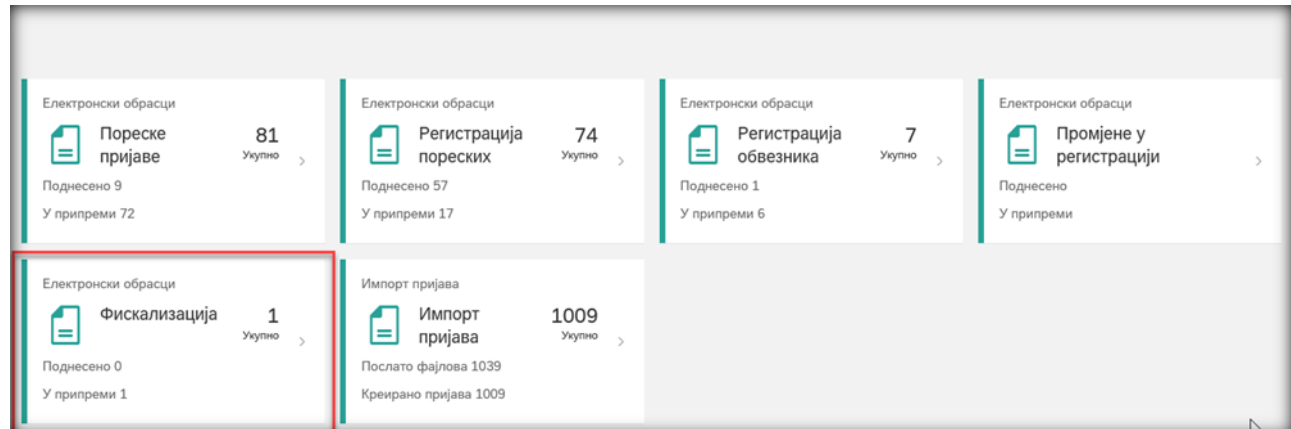 Електронски обрасци
Пореске
пријаве
81
Укупно
Поднесено 9
У припреми 72
Електронски обрасци
Регистрација
пореских
74
Укупно
Поднесено 57
У припреми 17
Електронски обрасци
Регистрација
обвезника
7
Укупно
Поднесено 1
У припреми 6
Електронски обрасци
Промјене у
регистрацији
Поднесено
У припреми
Електронски обрасци
Фискализација
1
Укупно
Поднесено 0
У припреми 1
Импорт пријава
Импорт
пријава
1009
Укупно
Послато фајлова 1039
Креирано пријава 1009